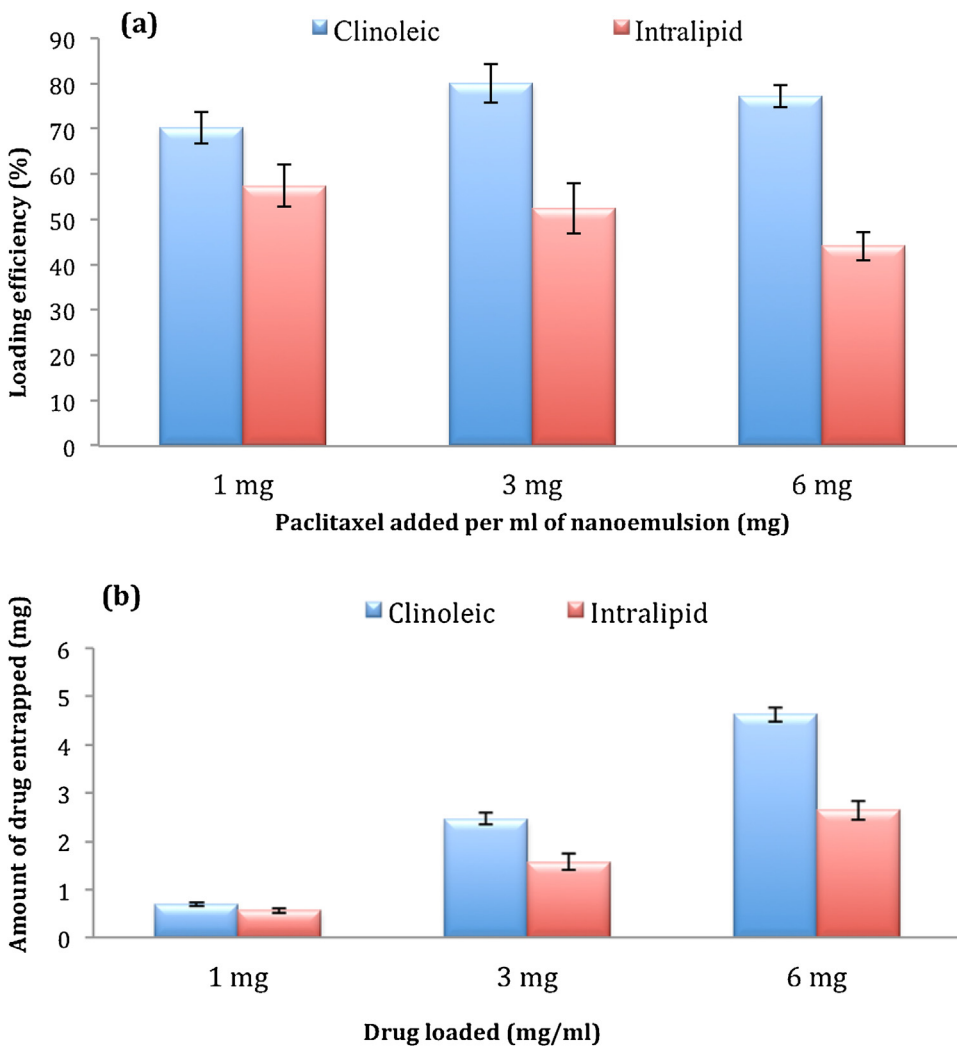 (a)
Clinoleic
Intralipid
Loading efficiency (%)
90
80
70
60
50
40
30
20
10
0
1 mg
3 mg
6 mg
Paclitaxel added per ml of nanoemulsion (mg)
(b)
Clinoleic
Intralipid
Amount of drug entrapped (mg)
6
5
4
3
2
1
0
1 mg
3 mg
6 mg
Drug loaded (mg/ml)